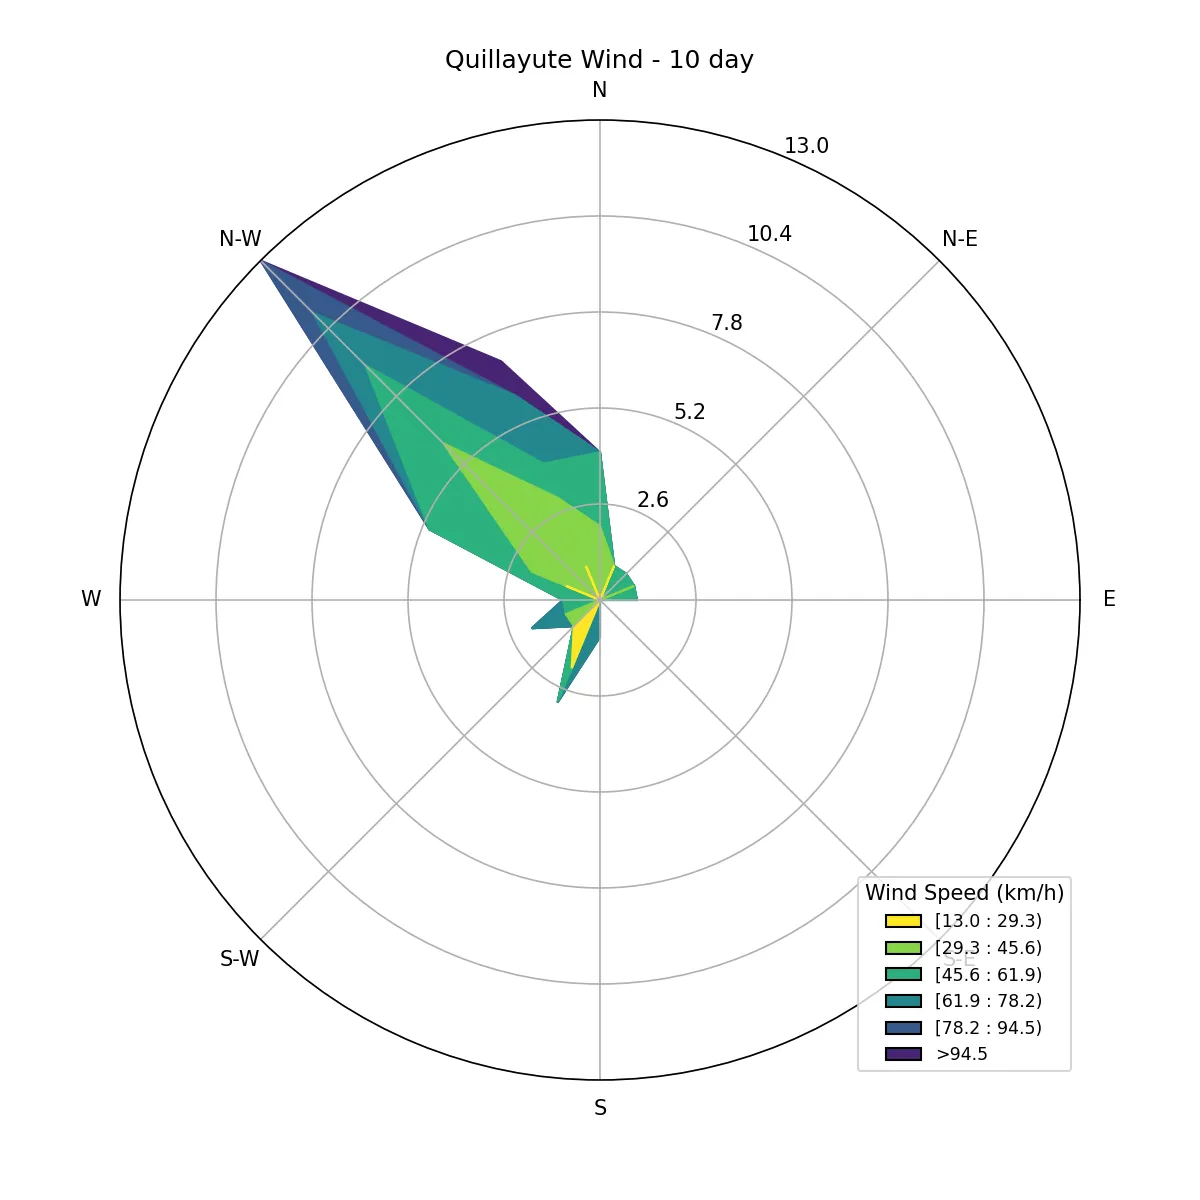 Quillayute Wind - 10 day
N
13.0
N-W
10.4
N-E
7.8
5.2
2.6
W
E
S-W
S-E
S
Wind Speed (km/h)
[13.0 : 29.3)
[29.3 : 45.6)
[45.6 : 61.9)
[61.9 : 78.2)
[78.2 : 94.5)
>94.5